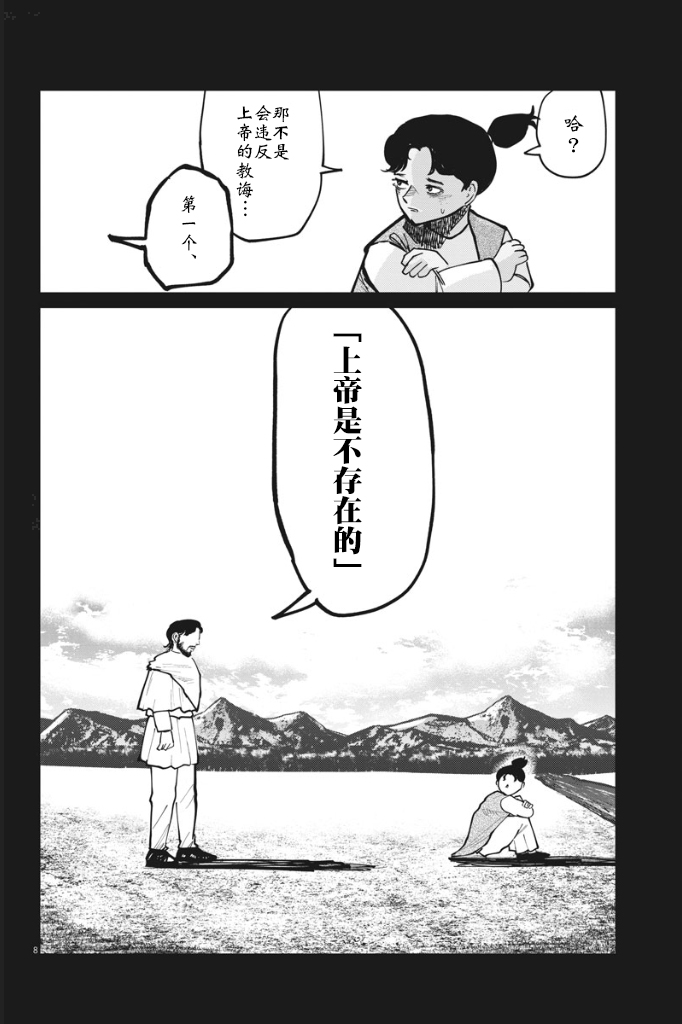 哈？
那不是
会违反
上帝的教诲…
第一个、
「上帝是不存在的」
8